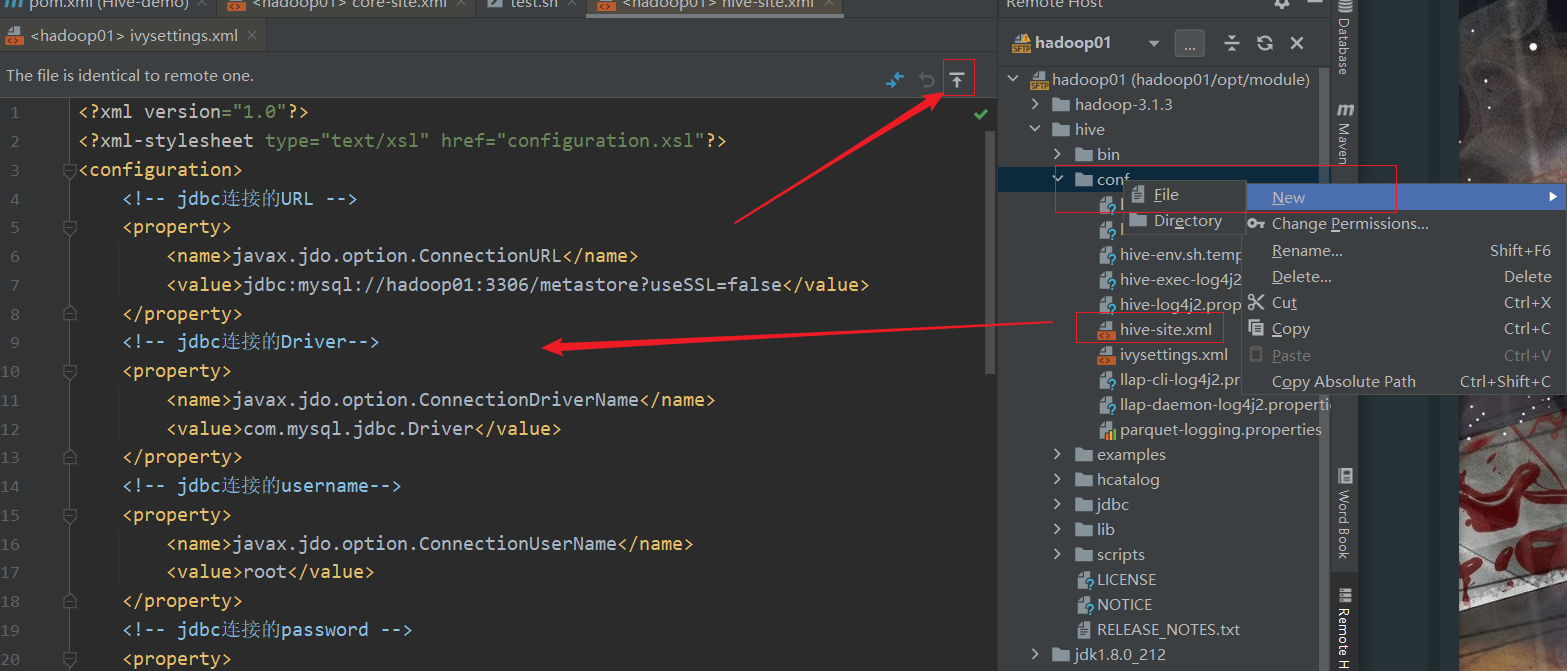 pom.xml (Hive-demo)
<hadoop01> core-site.xml
test.sh
<hadoop01> hive-site.xml
<hadoop01> ivysettings.xml
The file is identical to remote one.
1 <?xml version="1.0"?>
2 <?xml-stylesheet type="text/xsl" href="configuration.xsl"?>
3 <configuration>
4 <!-- jdbc连接的URL -->
5 <property>
6 <name>javax.jdo.option.ConnectionURL</name>
7 <value>jdbc:mysql://hadoop01:3306/metastore?useSSL=false</value>
8 </property>
9 <!-- jdbc连接的Driver-->
10 <property>
11 <name>javax.jdo.option.ConnectionDriverName</name>
12 <value>com.mysql.jdbc.Driver</value>
13 </property>
14 <!-- jdbc连接的username-->
15 <property>
16 <name>javax.jdo.option.ConnectionUserName</name>
17 <value>root</value>
18 </property>
19 <!-- jdbc连接的password -->
20 <property>
Remote Host
SFTP hadoop01 ...
SFTP hadoop01 (hadoop01/opt/module)
hadoop-3.1.3
hive
bin
conf
hive-env.sh.temp
hive-exec-log4j2
hive-log4j2.prop
hive-site.xml
ivysettings.xml
llap-cli-log4j2.pr
llap-daemon-log4j2.properti
parquet-logging.properties
examples
hcatalog
jdbc
lib
scripts
LICENSE
NOTICE
RELEASE_NOTES.txt
jdk1.8.0_212
File
Directory
New
Change Permissions...
Rename... Shift+F6
Delete... Delete
Cut Ctrl+X
Copy Ctrl+C
Paste Ctrl+V
Copy Absolute Path Ctrl+Shift+C
Database
m Maven
Word Book
Remote H